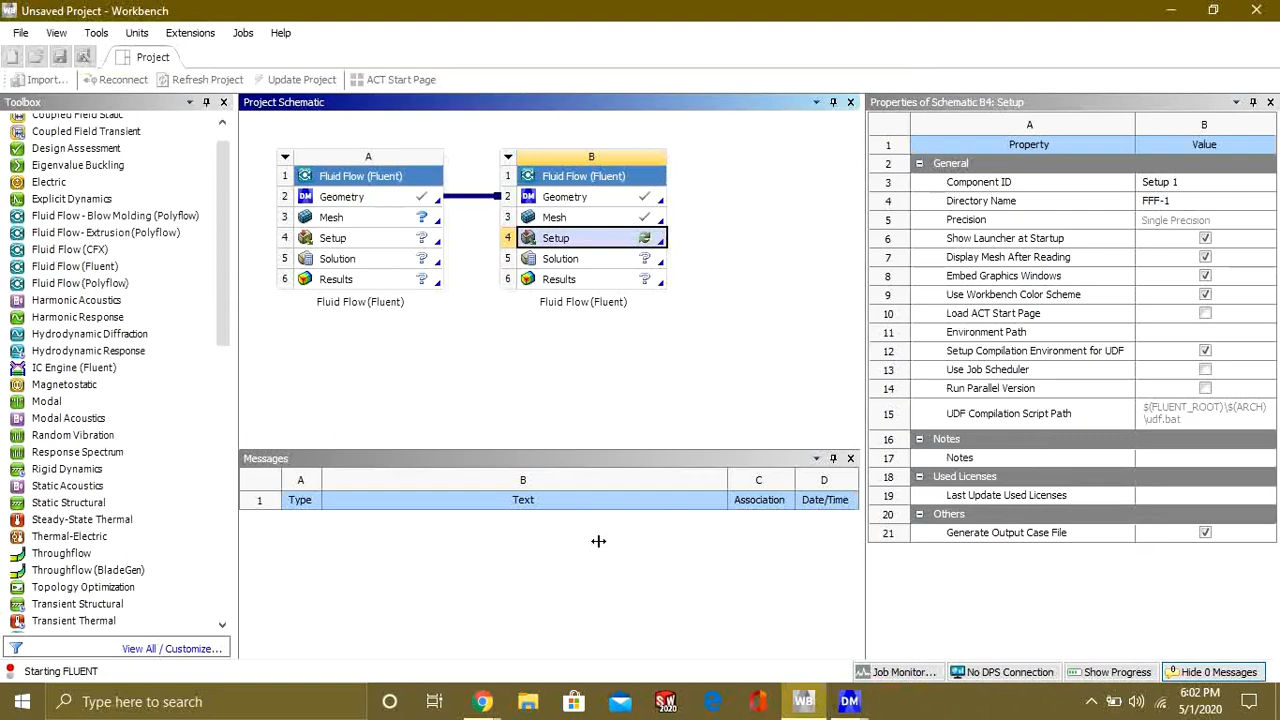 Unsaved Project - Workbench
File View Tools Units Extensions Jobs Help
Project
Import... Reconnect Refresh Project Update Project ACT Start Page
Toolbox
Coupled Field Static
Coupled Field Transient
Design Assessment
Eigenvalue Buckling
Electric
Explicit Dynamics
Fluid Flow - Blow Molding (Polyflow)
Fluid Flow- Extrusion (Polyflow)
Fluid Flow (CFX)
Fluid Flow (Fluent)
Fluid Flow (Polyflow)
Harmonic Acoustics
Harmonic Response
Hydrodynamic Diffraction
Hydrodynamic Response
IC Engine (Fluent)
Magnetostatic
Modal
Modal Acoustics
Random Vibration
Response Spectrum
Rigid Dynamics
Static Acoustics
Static Structural
Steady-State Thermal
Thermal-Electric
Throughflow
Throughflow (BladeGen)
Topology Optimization
Transient Structural
Transient Thermal
View All / Customize...
Project Schematic
A
1 Fluid Flow (Fluent)
2 DM Geometry
3 Mesh ?
4 Setup ?
5 Solution ?
6 Results ?
Fluid Flow (Fluent)
B
1 Fluid Flow (Fluent)
2 DM Geometry
3 Mesh
4 Setup
5 Solution ?
6 Results ?
Fluid Flow (Fluent)
Messages
A B C D
1 Type Text Association Date/Time
Properties of Schematic B4: Setup
A B
1 Property Value
2 General
3 Component ID Setup 1
4 Directory Name FFF-1
5 Precision Single Precision
6 Show Launcher at Startup
7 Display Mesh After Reading
8 Embed Graphics Windows
9 Use Workbench Color Scheme
10 Load ACT Start Page
11 Environment Path
12 Setup Compilation Environment for UDF
13 Use Job Scheduler
14 Run Parallel Version
15 UDF Compilation Script Path $(FLUENT_ROOT)\$(ARCH)
\udf.bat
16 Notes
17 Notes
18 Used Licenses
19 Last Update Used Licenses
20 Others
21 Generate Output Case File
Starting FLUENT
Job Monitor... No DPS Connection Show Progress Hide 0 Messages
Type here to search
SW 2020
WB
DM
6:02 PM
5/1/2020